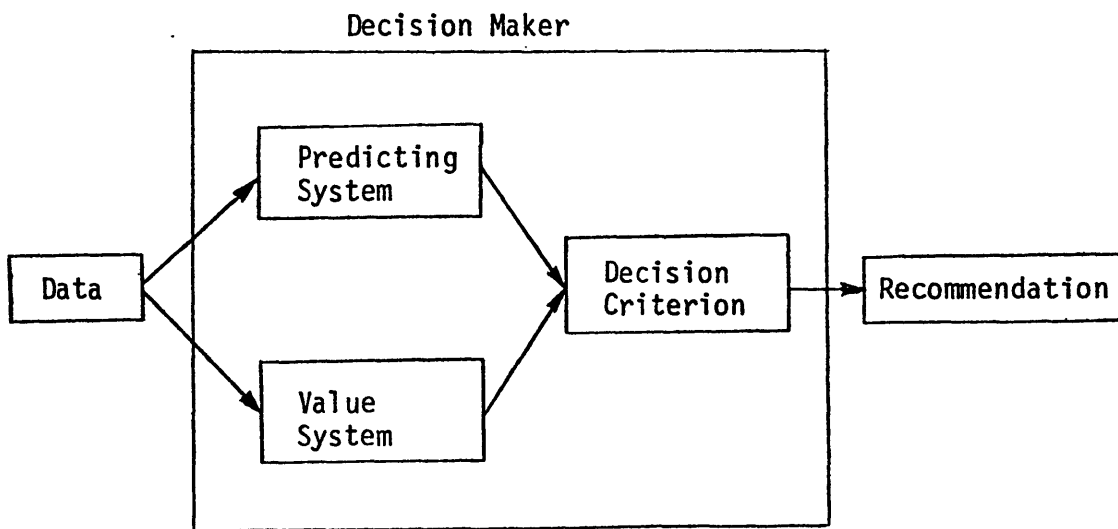 Decision Maker
Predicting
System
Data
Decision
Criterion
Recommendation
Value
System